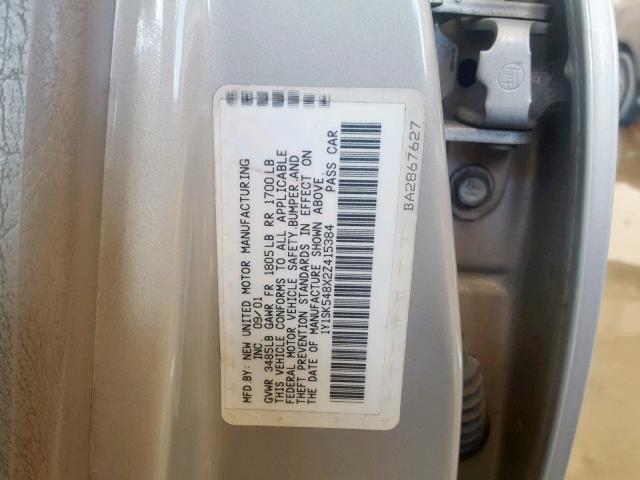 MFD.BY: NEW UNITED MOTOR MANUFACTURING
INC. 09/01
GVWR 3485LB GAWR FR 1805LB RR 1700LB
THIS VEHICLE CONFORMS TO ALL APPLICABLE
FEDERAL MOTOR VEHICLE SAFETY,BUMPER,AND
THEFT PREVENTION STANDARDS IN EFFECT ON
THE DATE OF MANUFACTURE SHOWN ABOVE.
1Y1SK548X2Z415384 PASS CAR
BA2867627